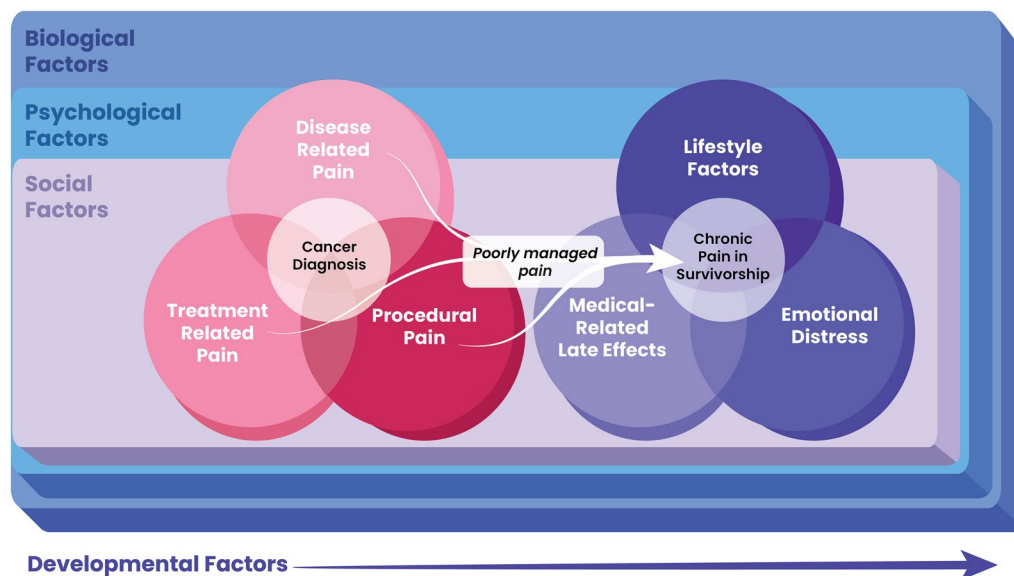 Biological
Factors
Psychological
Factors
Social
Factors
Disease
Related
Pain
Cancer
Diagnosis
Treatment
Related
Pain
Procedural
Pain
Poorly managed
pain
Lifestyle
Factors
Chronic
Pain in
Survivorship
Medical-
Related
Late Effects
Emotional
Distress
Developmental Factors